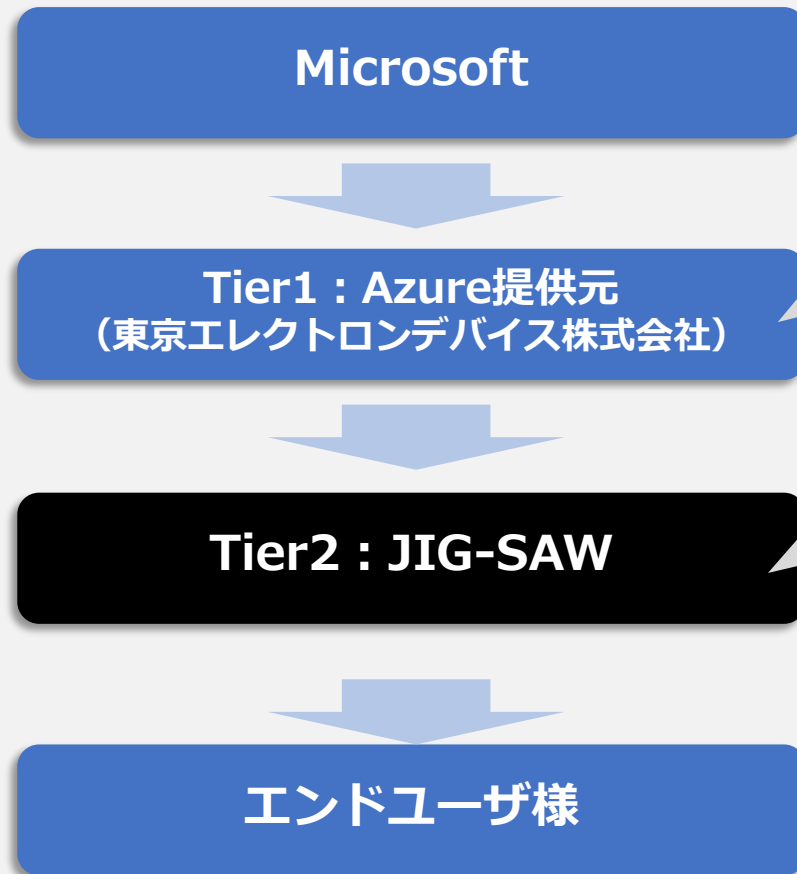 Microsoft
Tier1：Azure提供元
（東京エレクトロンデバイス株式会社）
Tier2：JIG-SAW
エンドユーザ様